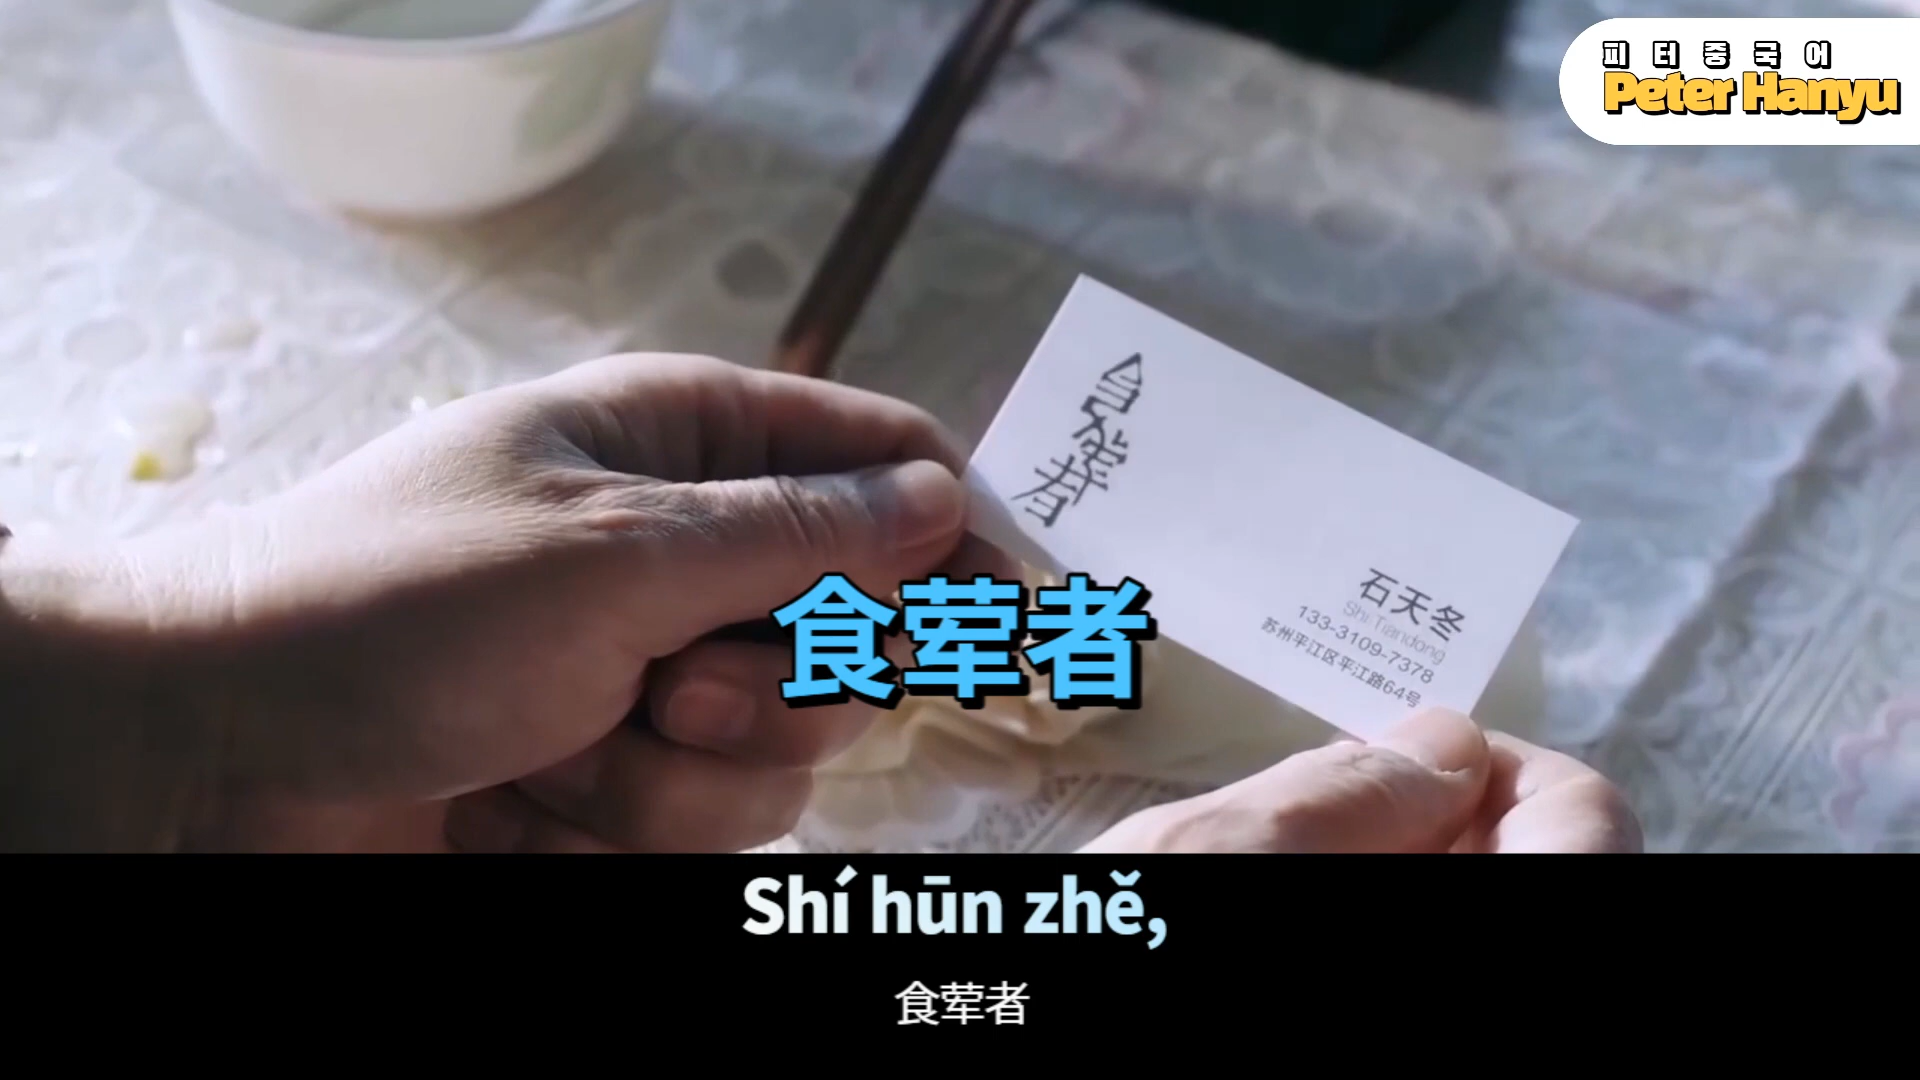 피터중국어
Peter Hanyu
食荤者
石天冬
Shi Tiandong
133-3109-7378
苏州平江区平江路64号
食荤者
Shí hūn zhě,
食荤者